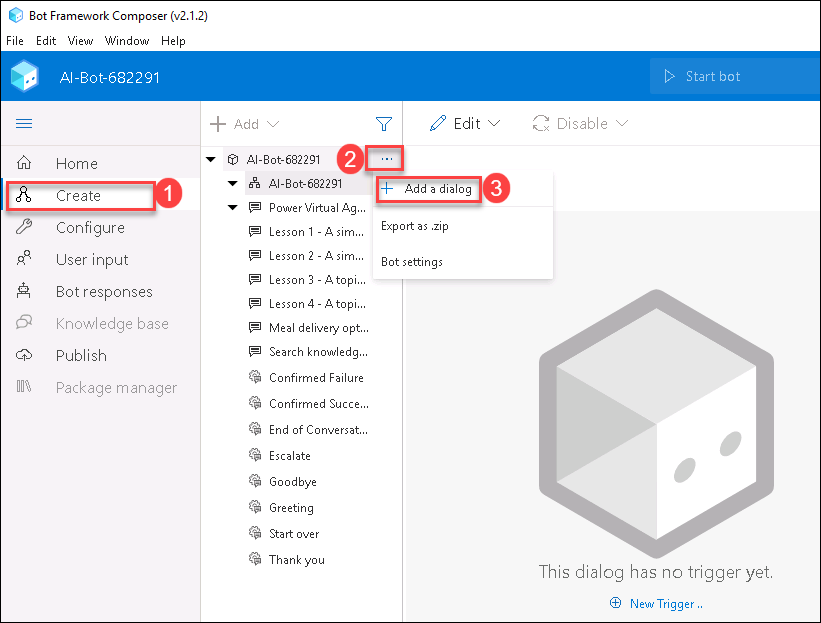 Bot Framework Composer (v2.1.2)
File Edit View Window Help
AI-Bot-682291
Start bot
Add
Edit
Disable
Home
Create
1
Configure
User input
Bot responses
Knowledge base
Publish
Package manager
AI-Bot-682291
2
...
AI-Bot-682291
Power Virtual Ag...
Lesson 1 - A sim...
Lesson 2 - A sim...
Lesson 3 - A topi...
Lesson 4 - A topi...
Meal delivery opt...
Search knowledg...
Confirmed Failure
Confirmed Succe...
End of Conversat...
Escalate
Goodbye
Greeting
Start over
Thank you
Add a dialog
3
Export as .zip
Bot settings
This dialog has no trigger yet.
New Trigger ..